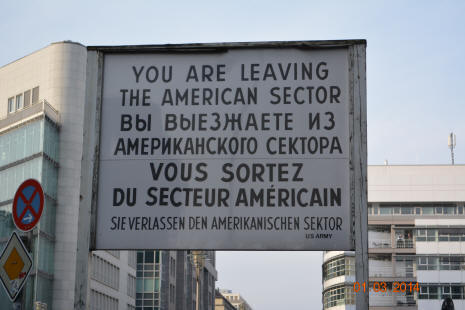 YOU ARE LEAVING
THE AMERICAN SECTOR
ВЫ ВЫЕЗЖАЕТЕ ИЗ
АМЕРИКАНСКОГО СЕКТОРА
VOUS SORTEZ
DU SECTEUR AMÉRICAIN
SIE VERLASSEN DEN AMERIKANISCHEN SEKTOR
US ARMY
01.03.2014